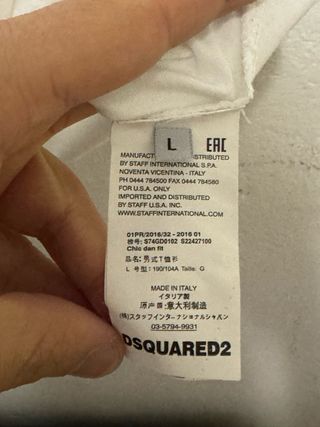 L
EAC
MANUFACT DISTRIBUTED
BY STAFF INTERNATIONAL S.P.A.
NOVENTA VICENTINA - ITALY
PH 0444 784500 FAX 0444 784580
FOR U.S.A. ONLY
IMPORTED AND DISTRIBUTED
BY STAFF U.S.A. INC.
WWW.STAFFINTERNATIONAL.COM
01PR/2016/32 - 2016 01
款号: S74GD0102 S22427100
Chic dan fit
品名: 男式T恤衫
L 号型: 190/104A Taille: G
MADE IN ITALY
イタリア製
原产国:意大利制造
(株)スタッフインターナショナルジャパン
03-5794-9931
DSQUARED2